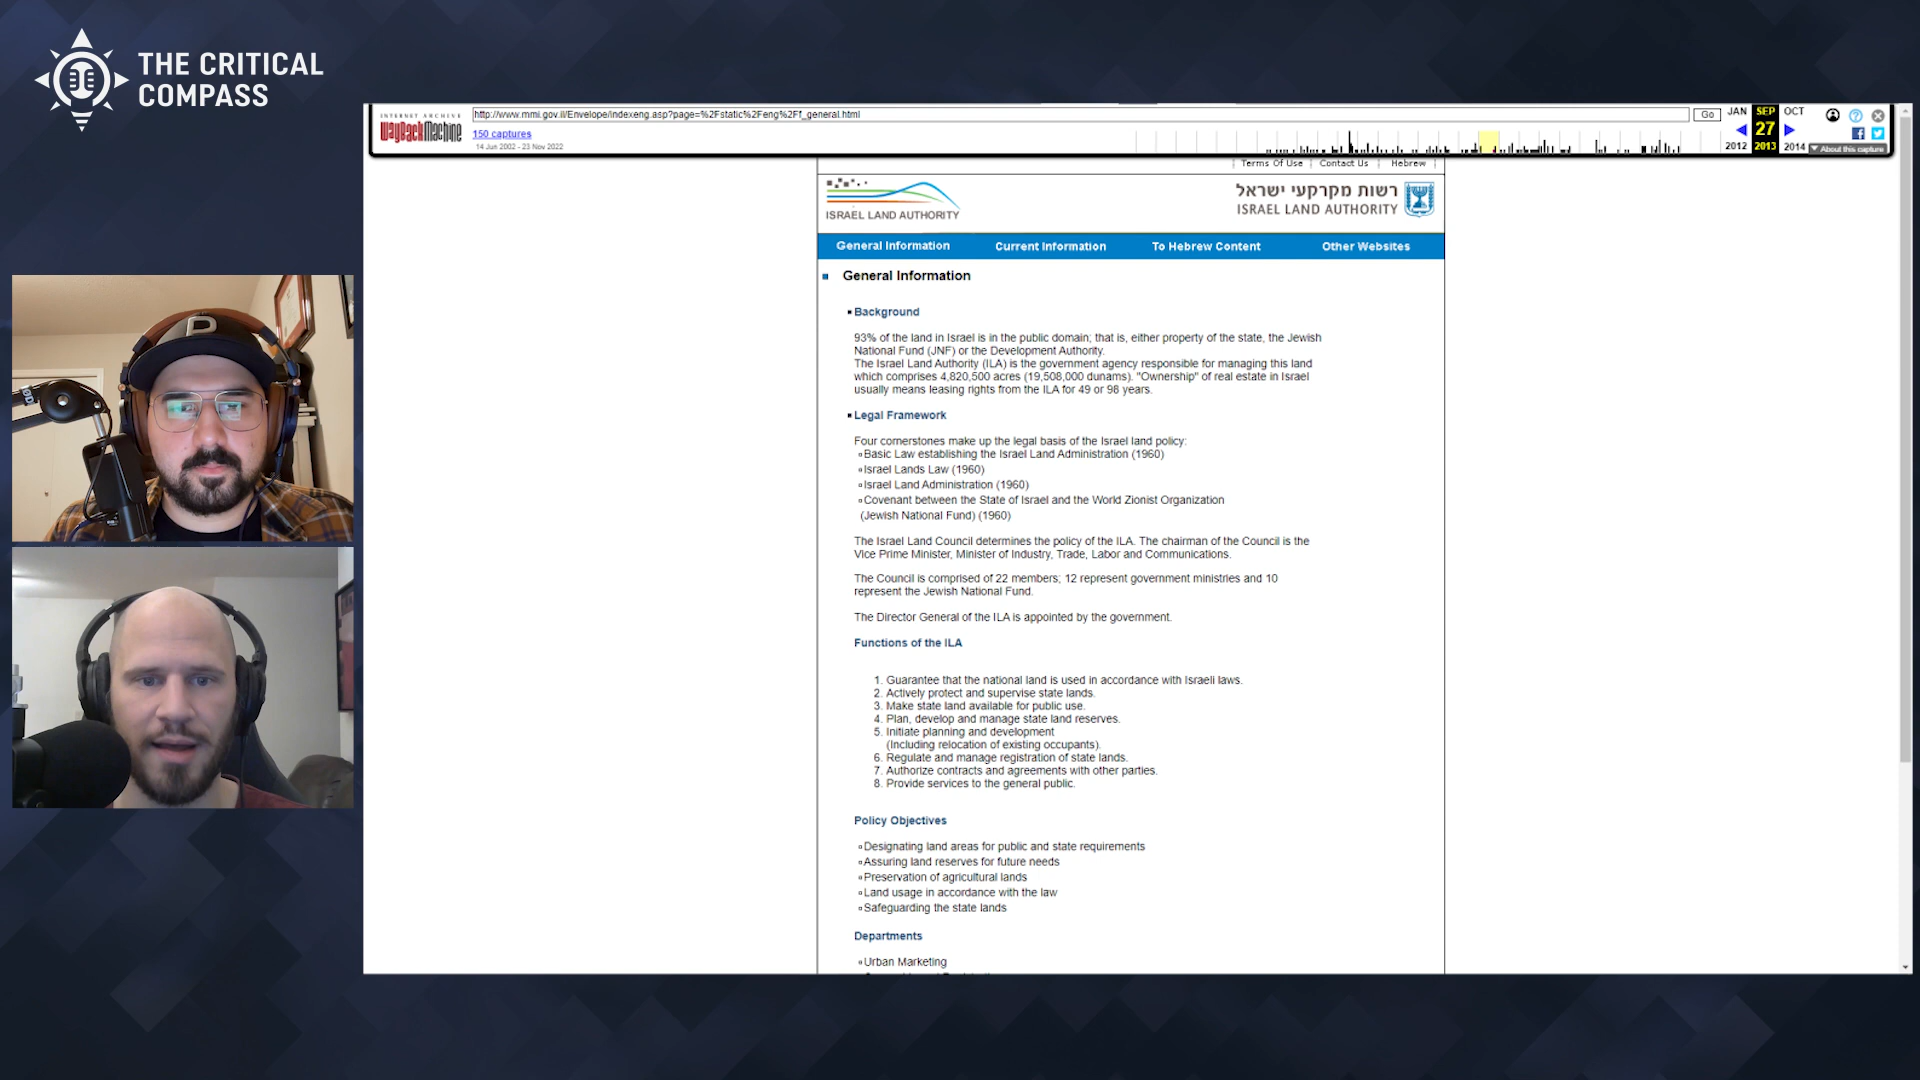 THE CRITICAL
COMPASS
INTERNET ARCHIVE
WayBackMachine
http://www.mmi.gov.il/Envelope/indexeng.asp?page=%2Fstatic%2Feng%2Ff_general.html
Go
JAN SEP OCT
150 captures
27
14 Jun 2002 - 23 Nov 2022
2012 2013 2014
About this capture
Terms Of Use | Contact Us | Hebrew
ISRAEL LAND AUTHORITY
רשות מקרקעי ישראל
ISRAEL LAND AUTHORITY
General Information Current Information To Hebrew Content Other Websites
General Information
Background
93% of the land in Israel is in the public domain; that is, either property of the state, the Jewish
National Fund (JNF) or the Development Authority.
The Israel Land Authority (ILA) is the government agency responsible for managing this land
which comprises 4,820,500 acres (19,508,000 dunams). "Ownership" of real estate in Israel
usually means leasing rights from the ILA for 49 or 98 years.
Legal Framework
Four cornerstones make up the legal basis of the Israel land policy:
Basic Law establishing the Israel Land Administration (1960)
Israel Lands Law (1960)
Israel Land Administration (1960)
Covenant between the State of Israel and the World Zionist Organization
(Jewish National Fund) (1960)
The Israel Land Council determines the policy of the ILA. The chairman of the Council is the
Vice Prime Minister, Minister of Industry, Trade, Labor and Communications.
The Council is comprised of 22 members; 12 represent government ministries and 10
represent the Jewish National Fund.
The Director General of the ILA is appointed by the government.
Functions of the ILA
1. Guarantee that the national land is used in accordance with Israeli laws.
2. Actively protect and supervise state lands.
3. Make state land available for public use.
4. Plan, develop and manage state land reserves.
5. Initiate planning and development
(Including relocation of existing occupants).
6. Regulate and manage registration of state lands.
7. Authorize contracts and agreements with other parties.
8. Provide services to the general public.
Policy Objectives
Designating land areas for public and state requirements
Assuring land reserves for future needs
Preservation of agricultural lands
Land usage in accordance with the law
Safeguarding the state lands
Departments
Urban Marketing